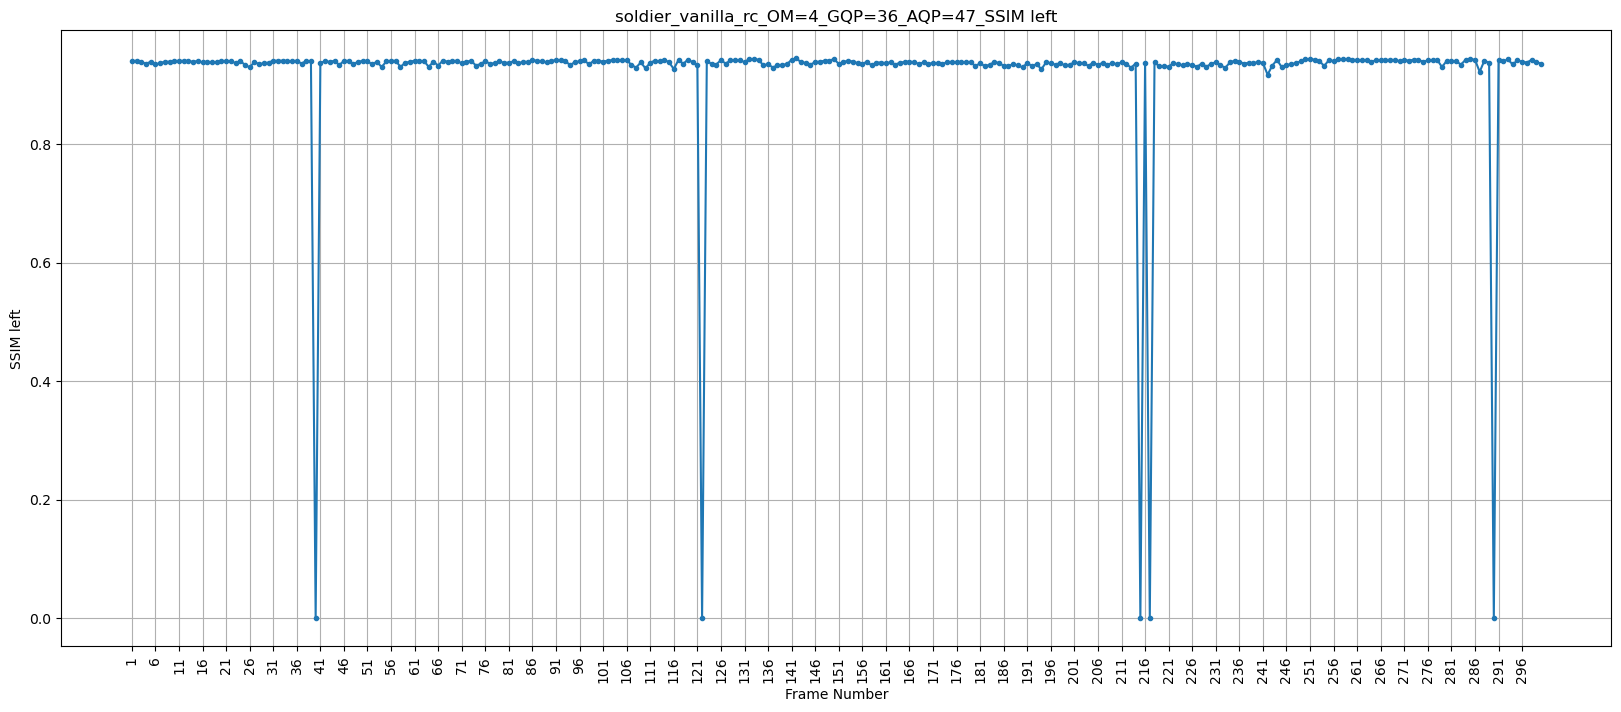 soldier_vanilla_rc_OM=4_GQP=36_AQP=47_SSIM left
SSIM left
0.8
0.6
0.4
0.2
0.0
1 6 11 16 21 26 31 36 41 46 51 56 61 66 71 76 81 86 91 96 101 106 111 116 121 126 131 136 141 146 151 156 161 166 171 176 181 186 191 196 201 206 211 216 221 226 231 236 241 246 251 256 261 266 271 276 281 286 291 296
Frame Number